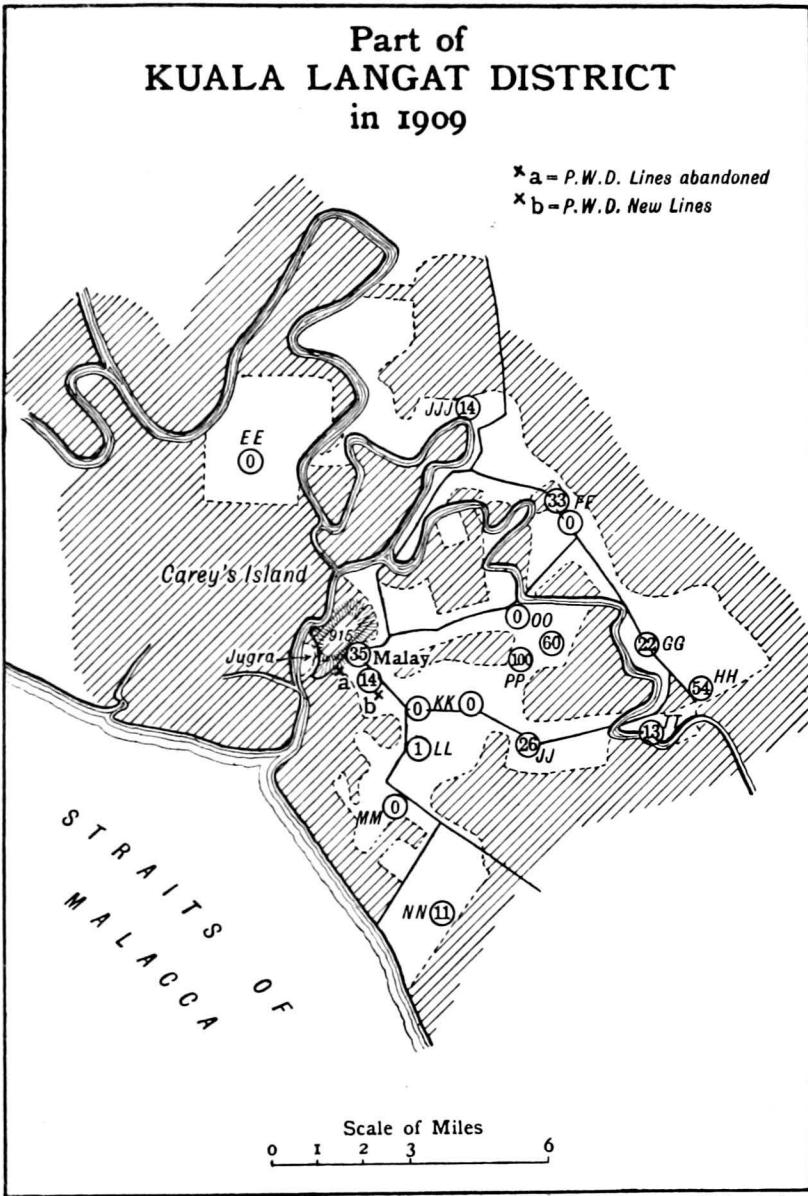 Part of
KUALA LANGAT DISTRICT
in 1909
× a = P.W.D. Lines abandoned
× b = P.W.D. New Lines
JJJ 14
EE
0
33 FF
0
Carey's Island
0 OO
915
60
22 GG
Jugra
35 Malay
100
PP
HH
54
a
14
b
0 KK 0
13
1 LL
26 JJ
MM 0
STRAITS OF
MALACCA
NN 11
Scale of Miles
0 1 2 3 6